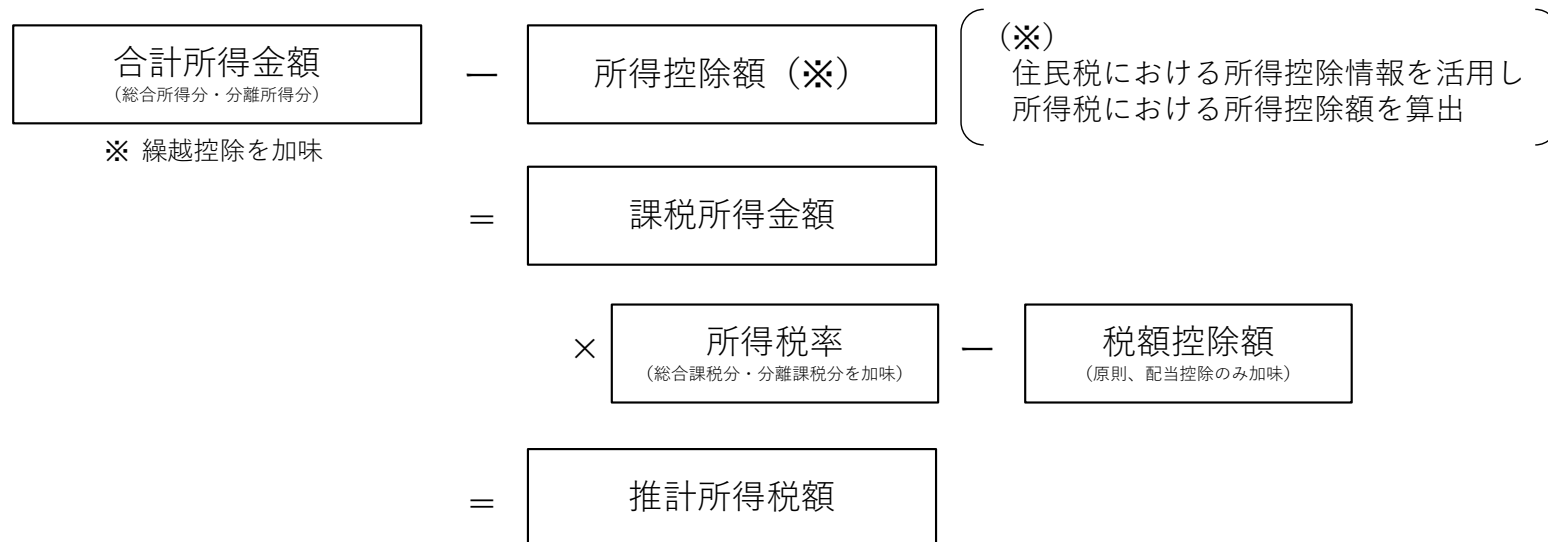 合計所得金額
(総合所得分・分離所得分)
※ 繰越控除を加味
－
所得控除額（※）
（※）
住民税における所得控除情報を活用し
所得税における所得控除額を算出
＝
課税所得金額
×
所得税率
(総合課税分・分離課税分を加味)
－
税額控除額
(原則、配当控除のみ加味)
＝
推計所得税額